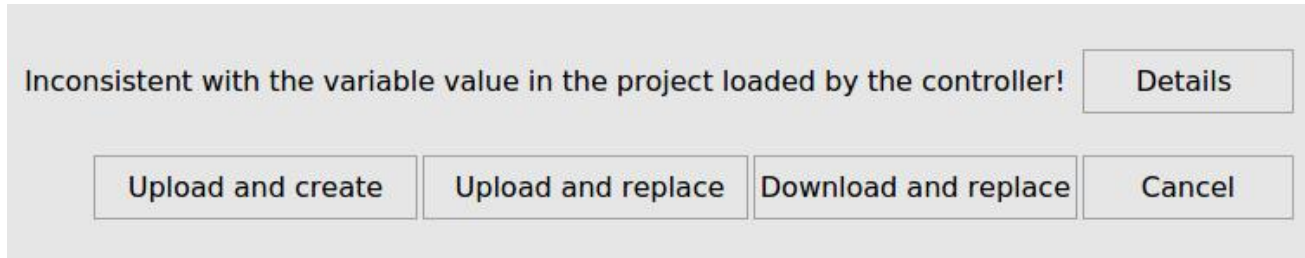 Inconsistent with the variable value in the project loaded by the controller! Details
Upload and create Upload and replace Download and replace Cancel